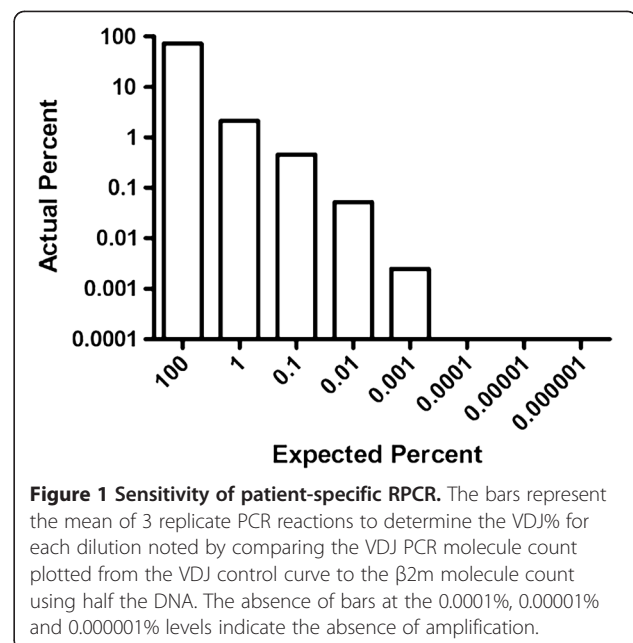 100
10
1
0.1
0.01
0.001
0.0001
Actual Percent
100
1
0.1
0.01
0.001
0.0001
0.00001
0.000001
Expected Percent
Figure 1 Sensitivity of patient-specific RPCR. The bars represent
the mean of 3 replicate PCR reactions to determine the VDJ% for
each dilution noted by comparing the VDJ PCR molecule count
plotted from the VDJ control curve to the β2m molecule count
using half the DNA. The absence of bars at the 0.0001%, 0.00001%
and 0.000001% levels indicate the absence of amplification.